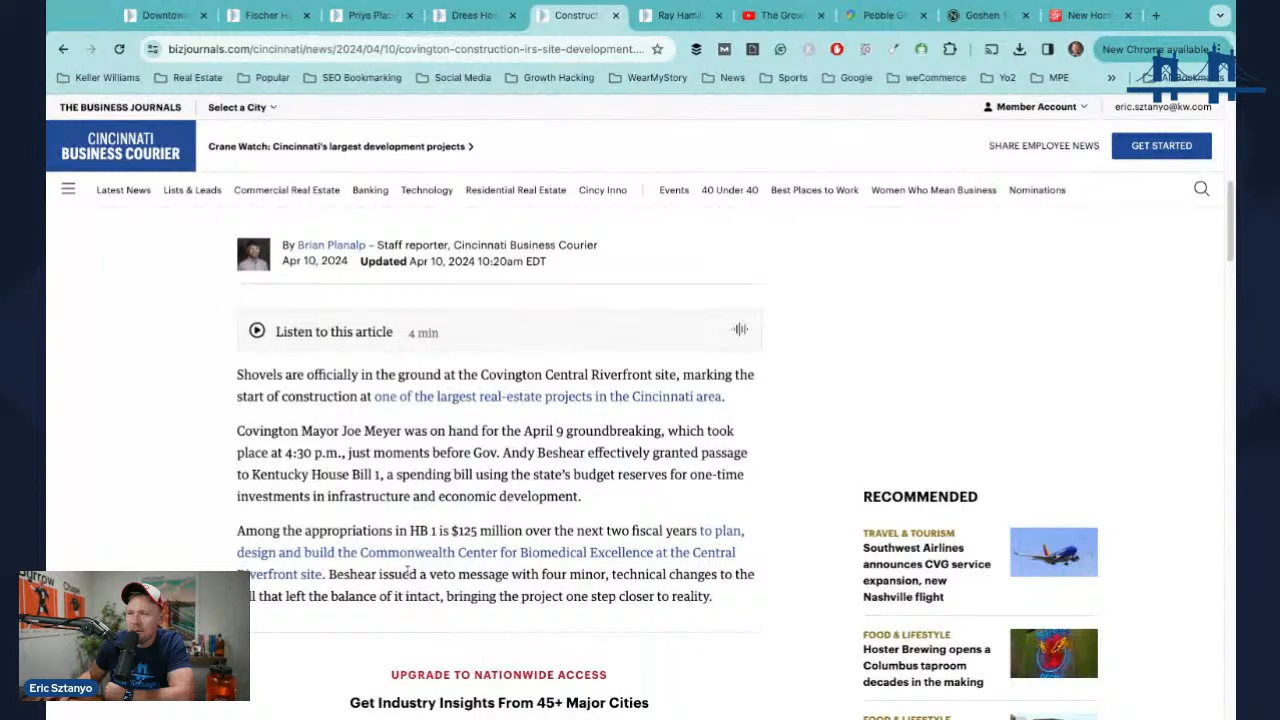 Downtown
Fischer H
Priya Pla
Drees Ho
Construct
Ray Hamil
The Grow
Pebble G
Goshen T
New Hom
bizjournals.com/cincinnati/news/2024/04/10/covington-construction-irs-site-development....
New Chrome available
Keller Williams
Real Estate
Popular
SEO Bookmarking
Social Media
Growth Hacking
WearMyStory
News
Sports
Google
weCommerce
Yo2
MPE
»
All Bookmarks
THE BUSINESS JOURNALS
Select a City
Member Account
eric.sztanyo@kw.com
CINCINNATI
BUSINESS COURIER
Crane Watch: Cincinnati's largest development projects
SHARE EMPLOYEE NEWS
GET STARTED
Latest News
Lists & Leads
Commercial Real Estate
Banking
Technology
Residential Real Estate
Cincy Inno
Events
40 Under 40
Best Places to Work
Women Who Mean Business
Nominations
By Brian Planalp – Staff reporter, Cincinnati Business Courier
Apr 10, 2024 Updated Apr 10, 2024 10:20am EDT
Listen to this article 4 min
Shovels are officially in the ground at the Covington Central Riverfront site, marking the
start of construction at one of the largest real-estate projects in the Cincinnati area.
Covington Mayor Joe Meyer was on hand for the April 9 groundbreaking, which took
place at 4:30 p.m., just moments before Gov. Andy Beshear effectively granted passage
to Kentucky House Bill 1, a spending bill using the state's budget reserves for one-time
investments in infrastructure and economic development.
Among the appropriations in HB 1 is $125 million over the next two fiscal years to plan,
design and build the Commonwealth Center for Biomedical Excellence at the Central
Riverfront site. Beshear issued a veto message with four minor, technical changes to the
ll that left the balance of it intact, bringing the project one step closer to reality.
UPGRADE TO NATIONWIDE ACCESS
Get Industry Insights From 45+ Major Cities
RECOMMENDED
TRAVEL & TOURISM
Southwest Airlines
announces CVG service
expansion, new
Nashville flight
FOOD & LIFESTYLE
Hoster Brewing opens a
Columbus taproom
decades in the making
FOOD & LIFESTYLE
Eric Sztanyo